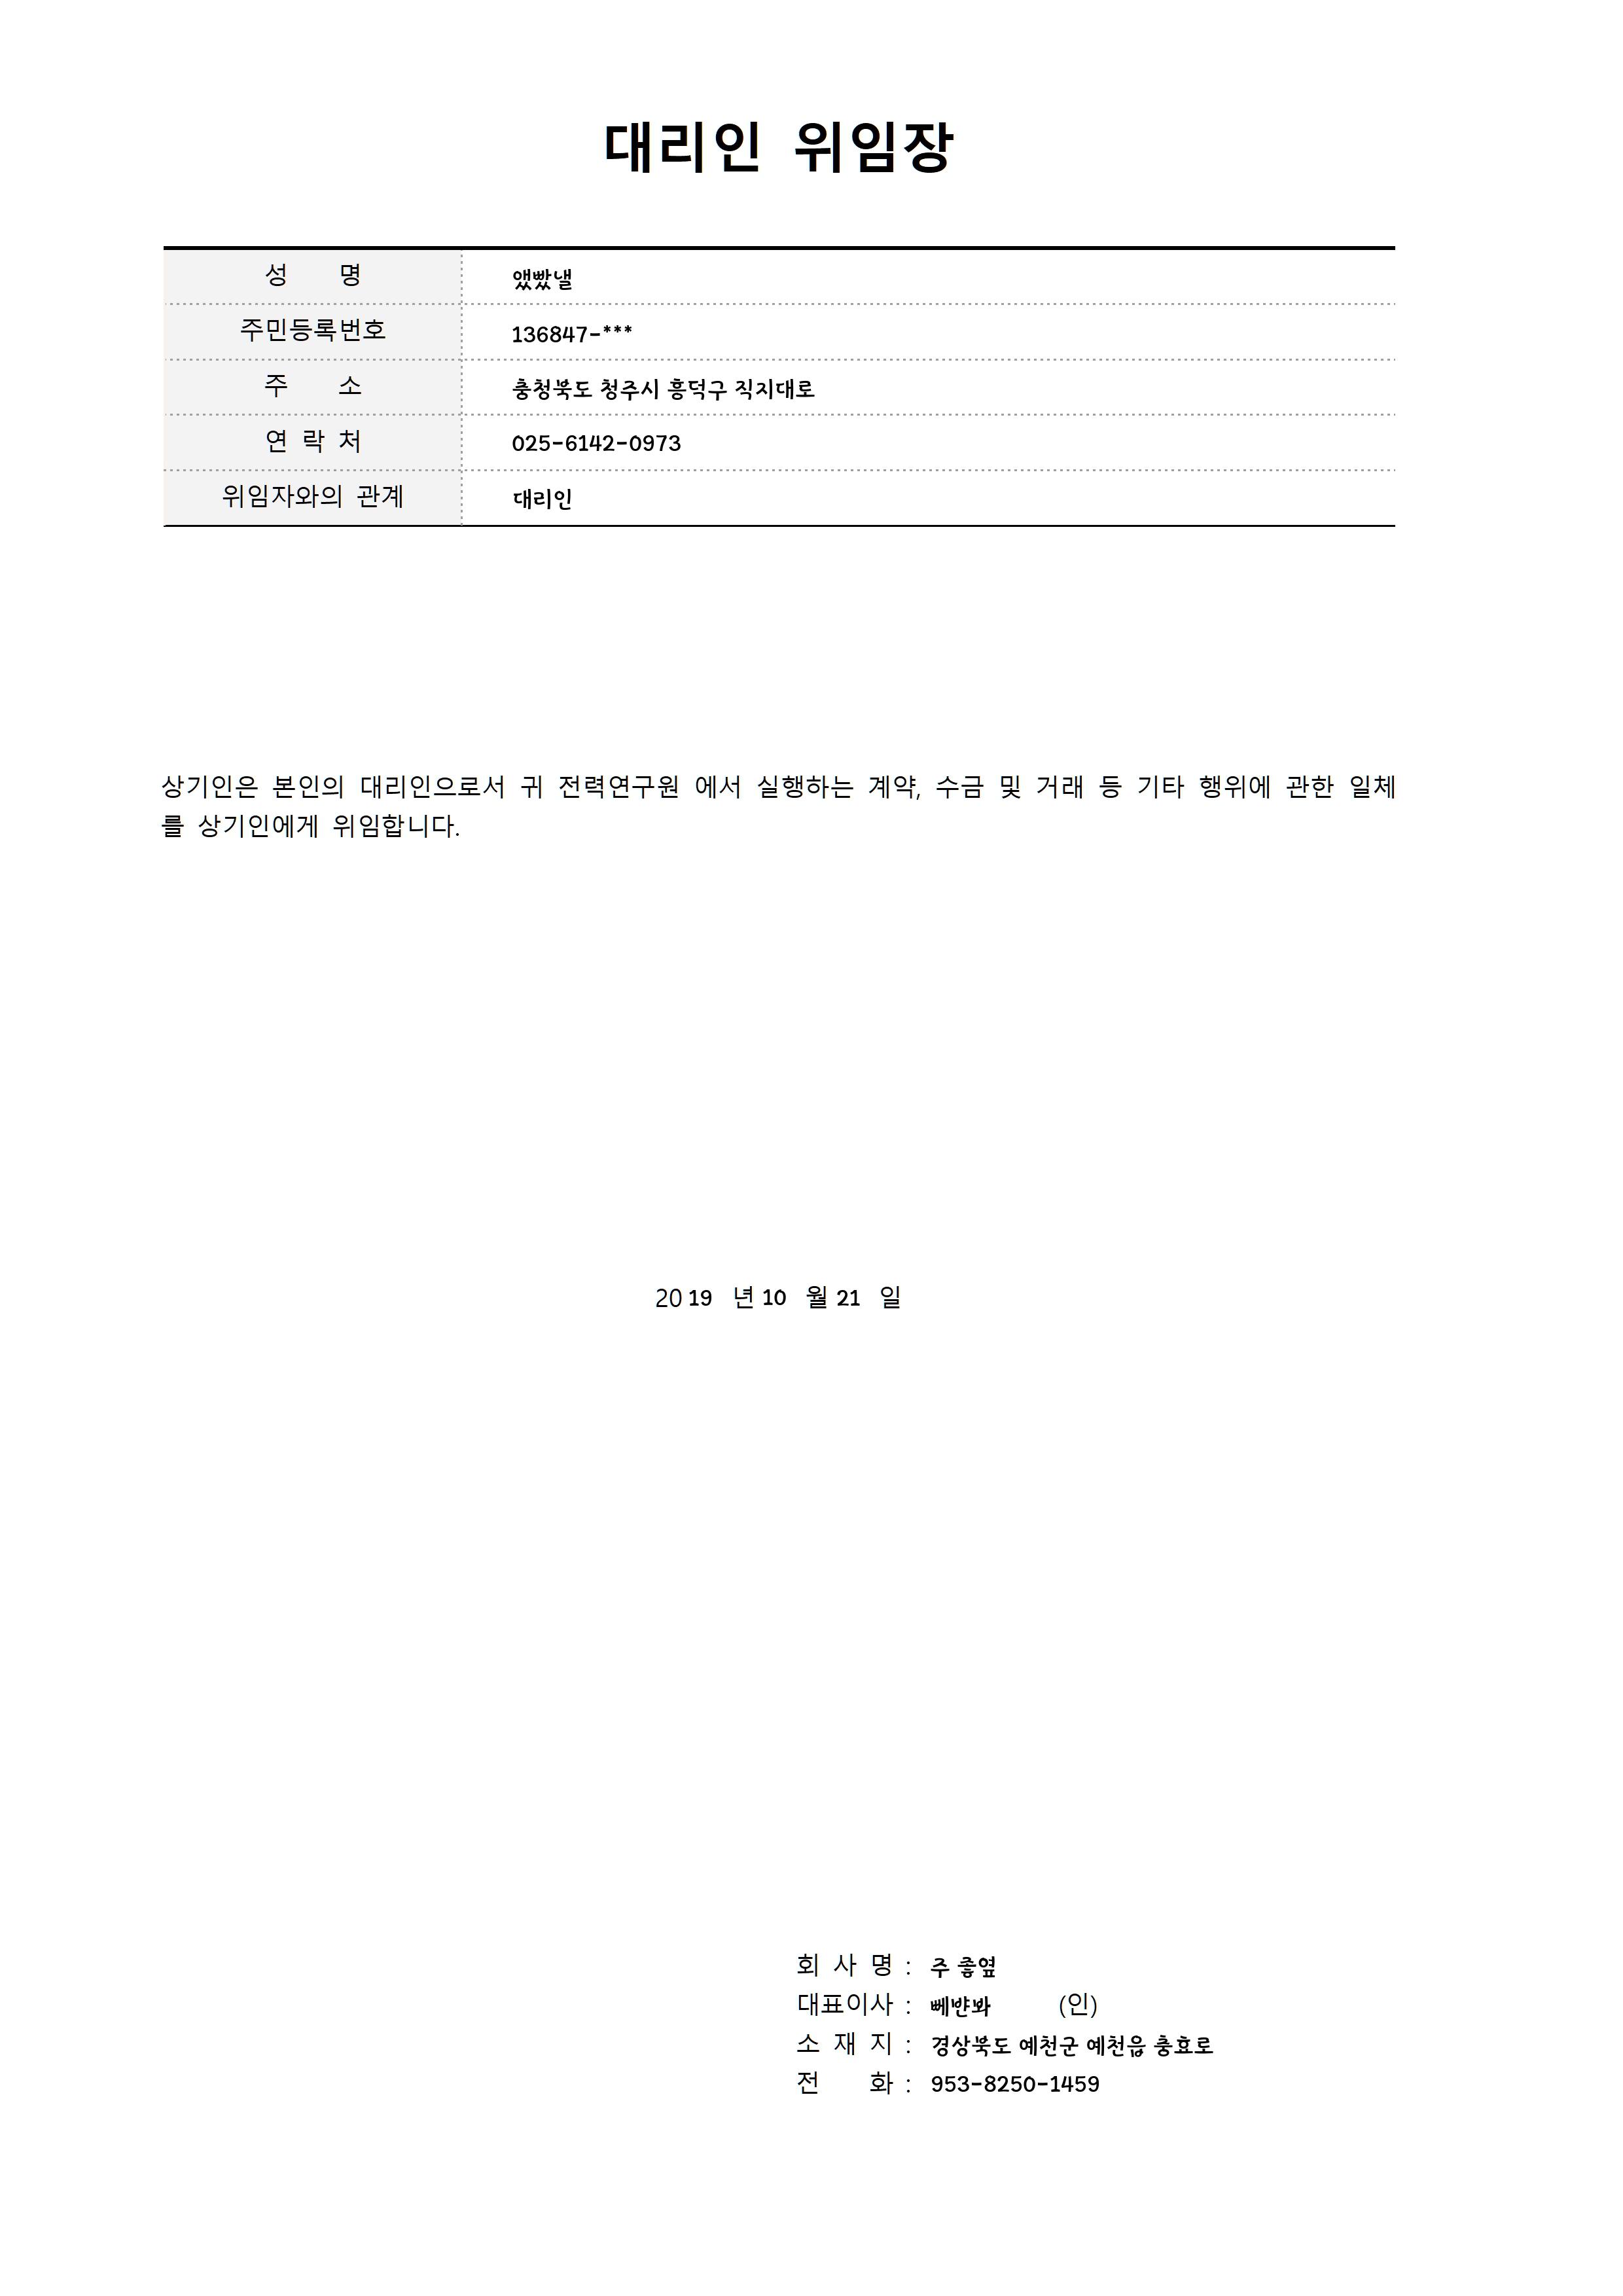 대리인 위임장
성 명 앴빴낼
주민등록번호 136847-***
주 소 충청북도 청주시 흥덕구 직지대로
연 락 처 025-6142-0973
위임자와의 관계 대리인
상기인은 본인의 대리인으로서 귀 전력연구원 에서 실행하는 계약, 수금 및 거래 등 기타 행위에 관한 일체
를 상기인에게 위임합니다.
2019 년 10 월 21 일
회 사 명 : 주 좋옆
대표이사 : 뻬뱐봐 (인)
소 재 지 : 경상북도 예천군 예천읍 충효로
전 화 : 953-8250-1459